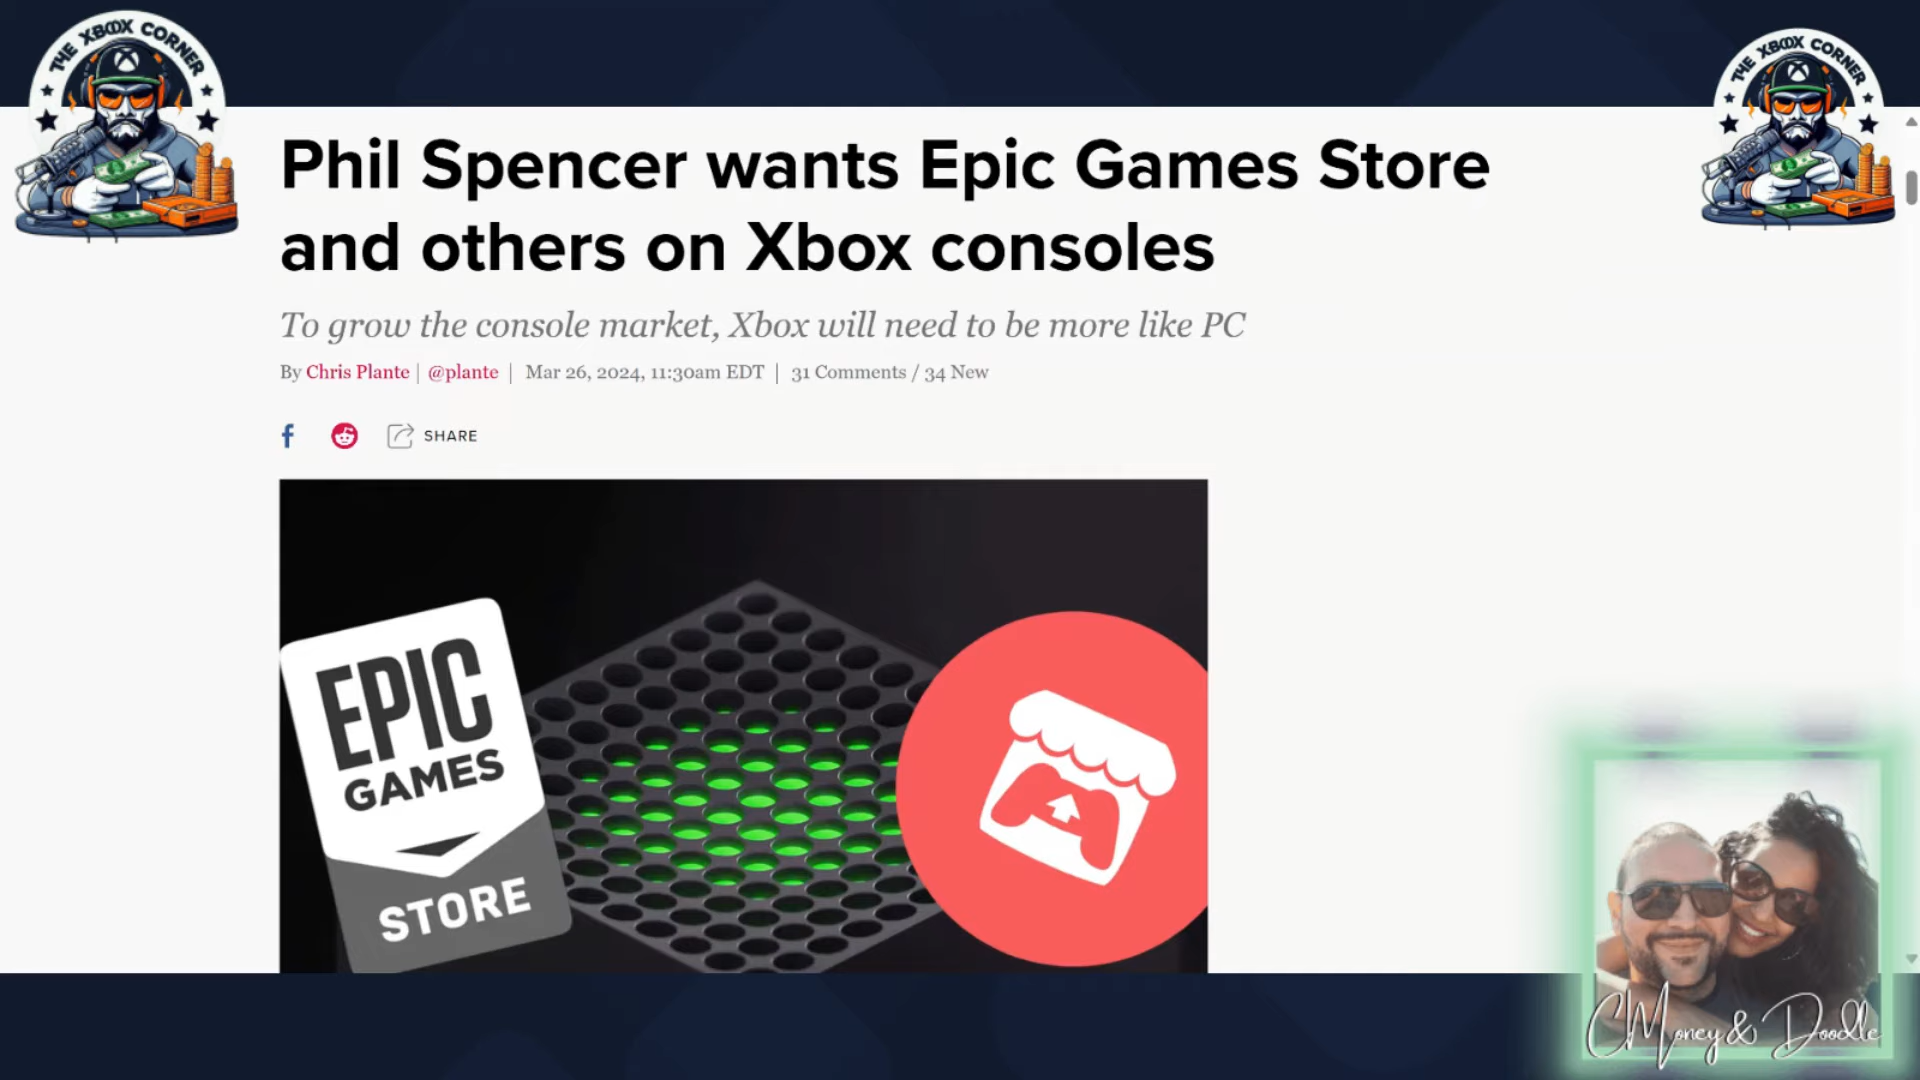 THE XBOX CORNER
THE XBOX CORNER
Phil Spencer wants Epic Games Store
and others on Xbox consoles
To grow the console market, Xbox will need to be more like PC
By Chris Plante | @plante | Mar 26, 2024, 11:30am EDT | 31 Comments / 34 New
SHARE
EPIC
GAMES
STORE
CMoney & Doodle